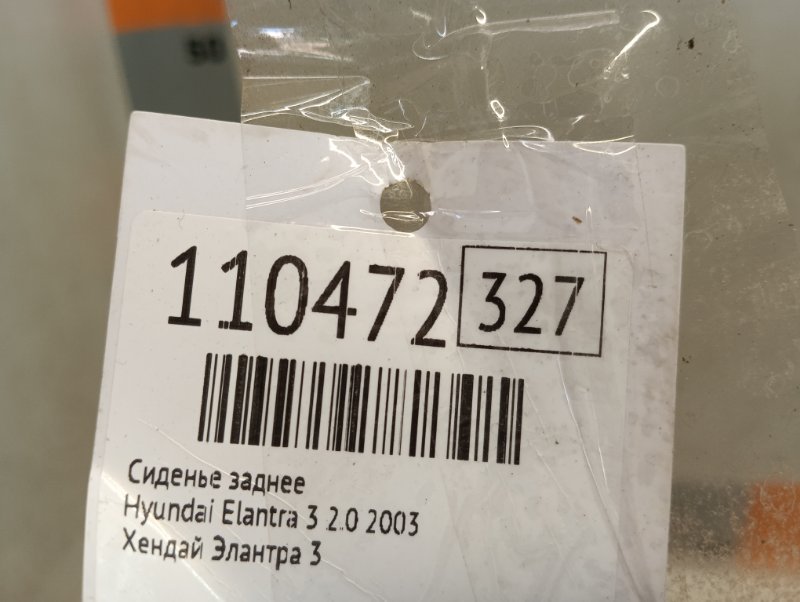 110472 327
Сиденье заднее
Hyundai Elantra 3 2.0 2003
Хендай Элантра 3